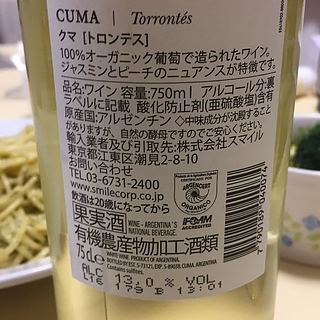 CUMA | Torrontés
クマ [トロンテス]
100%オーガニック葡萄で造られたワイン。
ジャスミンとピーチのニュアンスが特徴です。
品名:ワイン 容量:750ml アルコール分:裏
ラベルに記載 酸化防止剤(亜硫酸塩)含有
原産国:アルゼンチン ◇中味成分が沈殿する
ことがありますが、自然の酵母ですのでご安心下さい。
輸入業者及び引取先:株式会社スマイル
東京都江東区潮見2-8-10
お問い合わせ
TEL.03-6731-2400
www.smilecorp.co.jp
飲酒は20歳になってから
果実酒
WINE - ARGENTINA'S
NATIONAL BEVERAGE.
有機農産物加工酒類
ARGENCERT
ORGANICO
IFOAM
ACCREDITED
7790189040074
75cl e
WHITE WINE. PRODUCT OF ARGENTINA.
Contains sulfites.
ALC 13,0 % VOL
L16 179 B 13:01